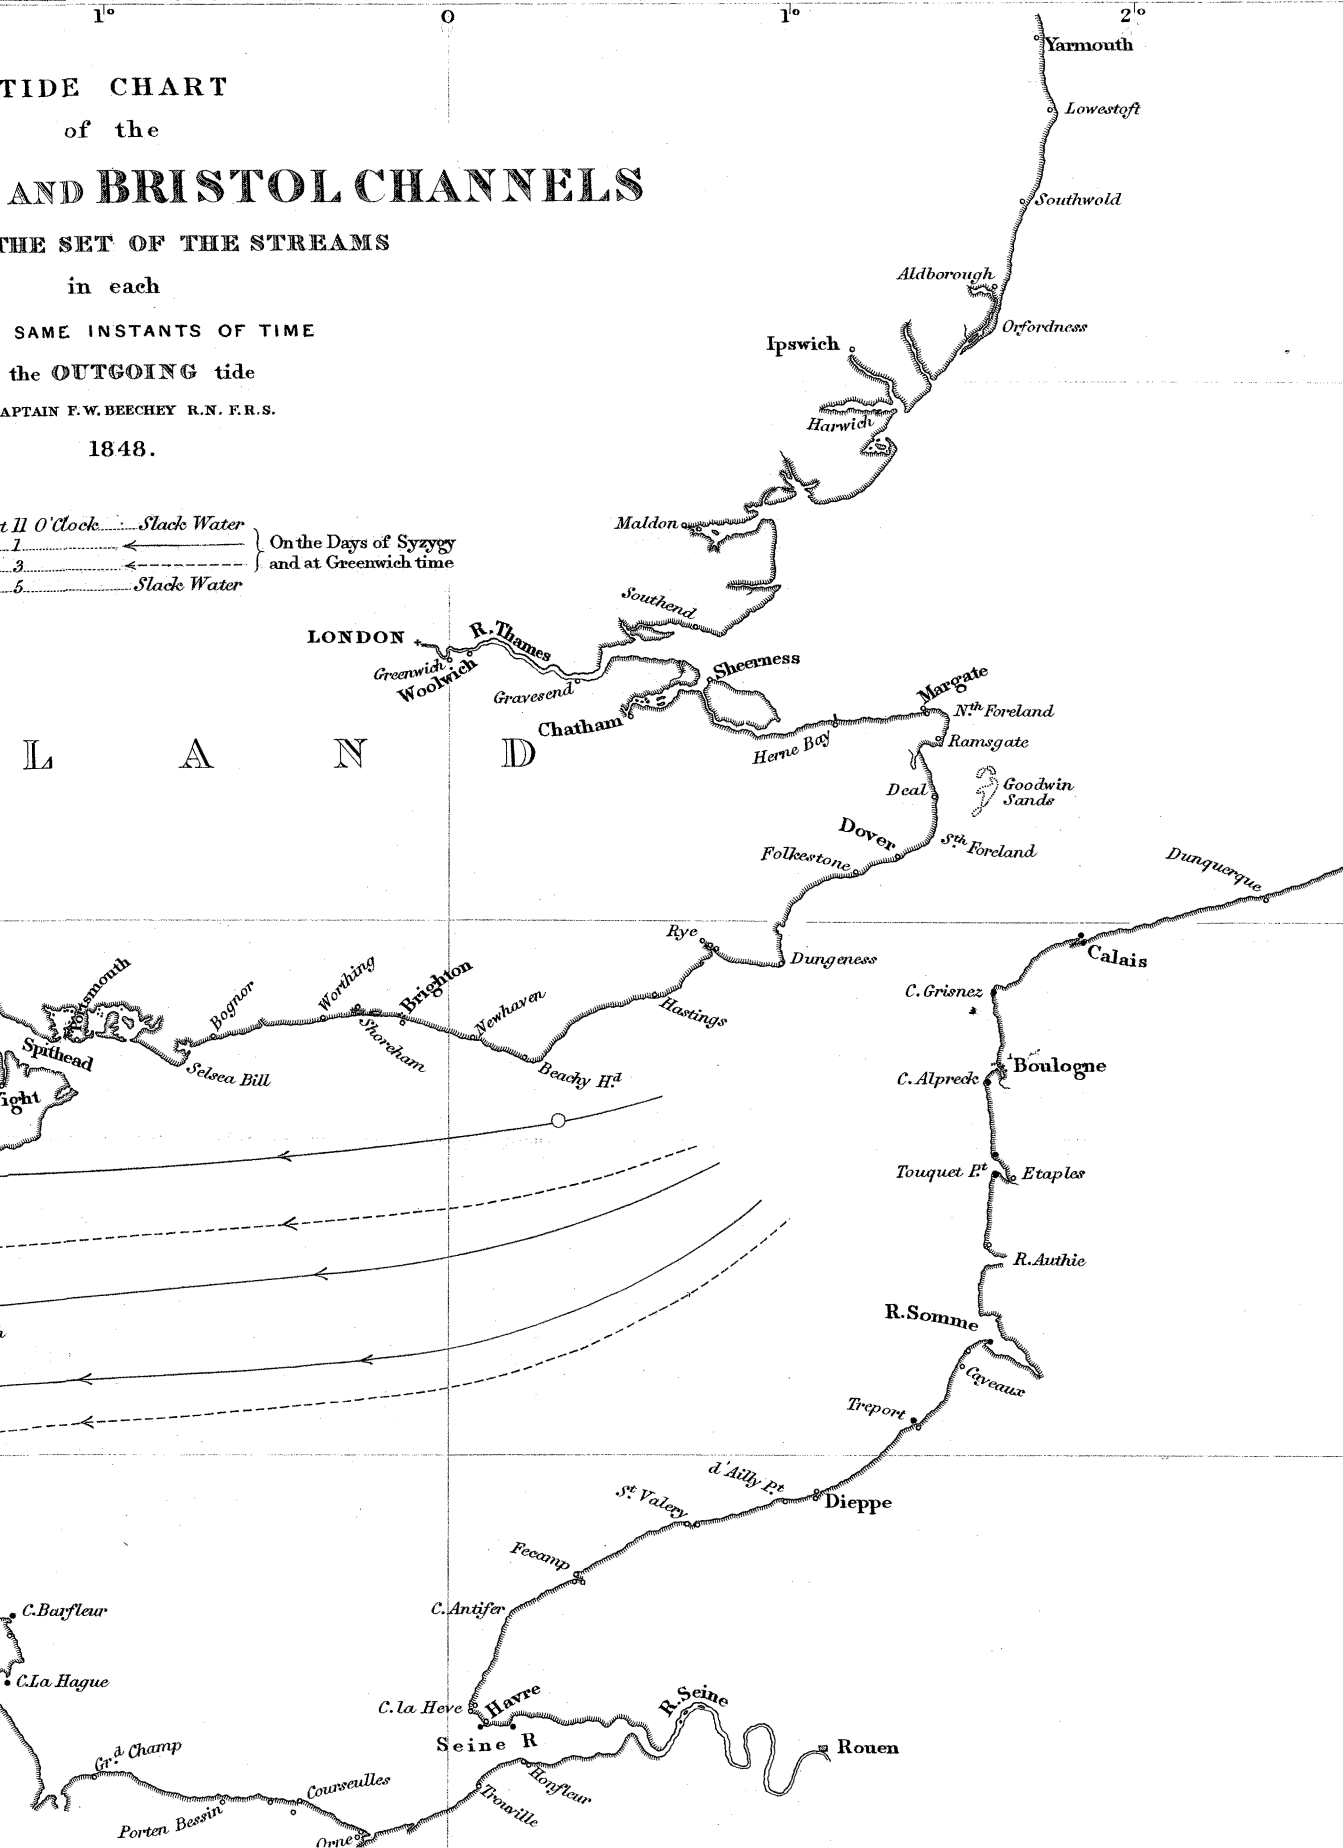 1° 0 1° 2°
TIDE CHART
of the
AND BRISTOL CHANNELS
THE SET OF THE STREAMS
in each
SAME INSTANTS OF TIME
the OUTGOING tide
APTAIN F.W. BEECHEY R.N. F.R.S.
1848.
t 11 O'Clock Slack Water
1
3
5 Slack Water
On the Days of Syzygy
and at Greenwich time
Yarmouth
Lowestoft
Southwold
Aldborough
Orfordness
Ipswich
Harwich
Maldon
Southend
LONDON
R. Thames
Greenwich
Woolwich
Gravesend
Sheerness
Chatham
Margate
N.th Foreland
Herne Bay
Ramsgate
L A N D
Deal
Goodwin
Sands
Dover
S.th Foreland
Folkestone
Dunquerque
Rye
Dungeness
Calais
Portsmouth
Bognor
Worthing
Brighton
Newhaven
Hastings
C. Grisnez
Spithead
Selsea Bill
Shoreham
Beachy H.d
Boulogne
C. Alpreck
ight
Touquet P.t
Etaples
R. Authie
R. Somme
Caveaux
Treport
d'Ailly P.t
St. Valery
Dieppe
Fecamp
C. Barfleur
C. Antifer
C. La Hague
C. la Heve
Havre
R. Seine
Seine R
Rouen
Gr.d Champ
Honfleur
Courseulles
Trouville
Porten Bessin
Orne